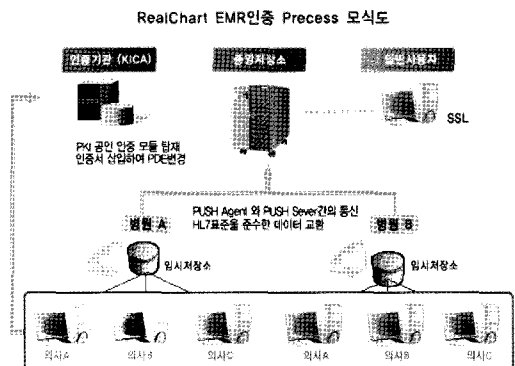 RealChart EMR인증 Precess 모식도
인증기관 (KICA)
중앙저장소
일반사용자
SSL
PKI 공인 인증 모듈 탑재
인증서 삽입하여 PDE변경
PUSH Agent 와 PUSH Sever간의 통신
HL7표준을 준수한 데이터 교환
병원 A
병원 B
임시저장소
임시저장소
의사A
의사B
의사C
의사A
의사B
의사C